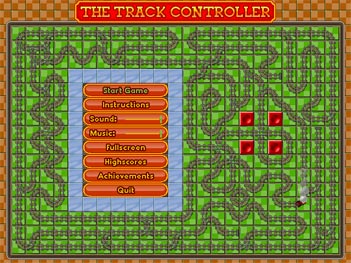 THE TRACK CONTROLLER
Start Game
Instructions
Sound:
Music:
Fullscreen
Highscores
Achievements
Quit